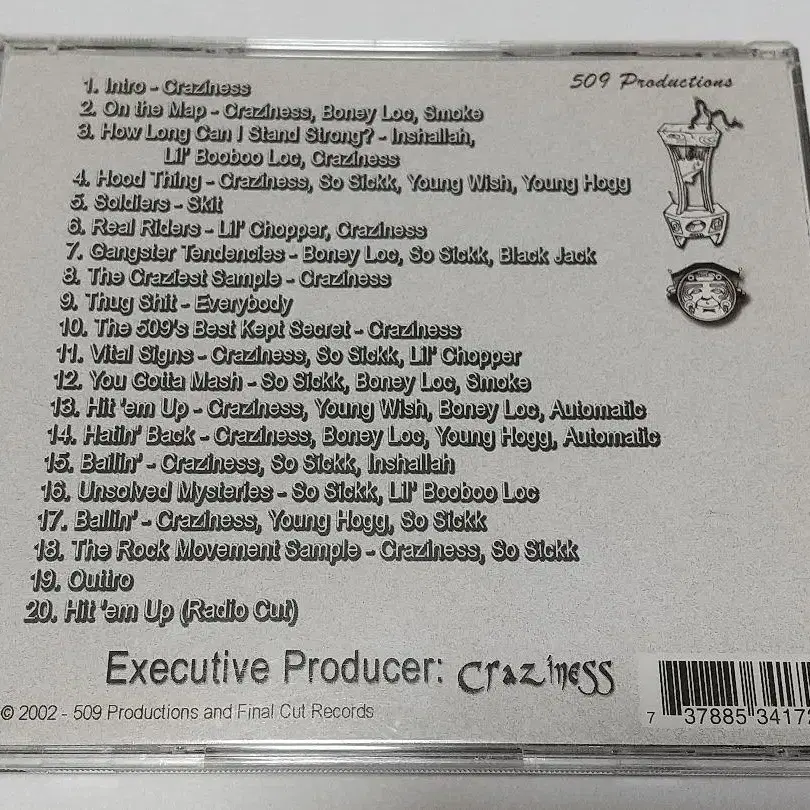 509 Productions
1. Intro - Craziness
2. On the Map - Craziness, Boney Loc, Smoke
3. How Long Can I Stand Strong? - Inshallah,
Lil' Booboo Loc, Craziness
4. Hood Thing - Craziness, So Sickk, Young Wish, Young Hogg
5. Soldiers - Skit
6. Real Riders - Lil' Chopper, Craziness
7. Gangster Tendencies - Boney Loc, So Sickk, Black Jack
8. The Craziest Sample - Craziness
9. Thug Shit - Everybody
10. The 509's Best Kept Secret - Craziness
11. Vital Signs - Craziness, So Sickk, Lil' Chopper
12. You Gotta Mash - So Sickk, Boney Loc, Smoke
13. Hit 'em Up - Craziness, Young Wish, Boney Loc, Automatic
14. Hatin' Back - Craziness, Boney Loc, Young Hogg, Automatic
15. Ballin' - Craziness, So Sickk, Inshallah
16. Unsolved Mysteries - So Sickk, Lil' Booboo Loc
17. Ballin' - Craziness, Young Hogg, So Sickk
18. The Rock Movement Sample - Craziness, So Sickk
19. Outtro
20. Hit 'em Up (Radio Cut)
Executive Producer: Craziness
© 2002 - 509 Productions and Final Cut Records
7 37885 34172